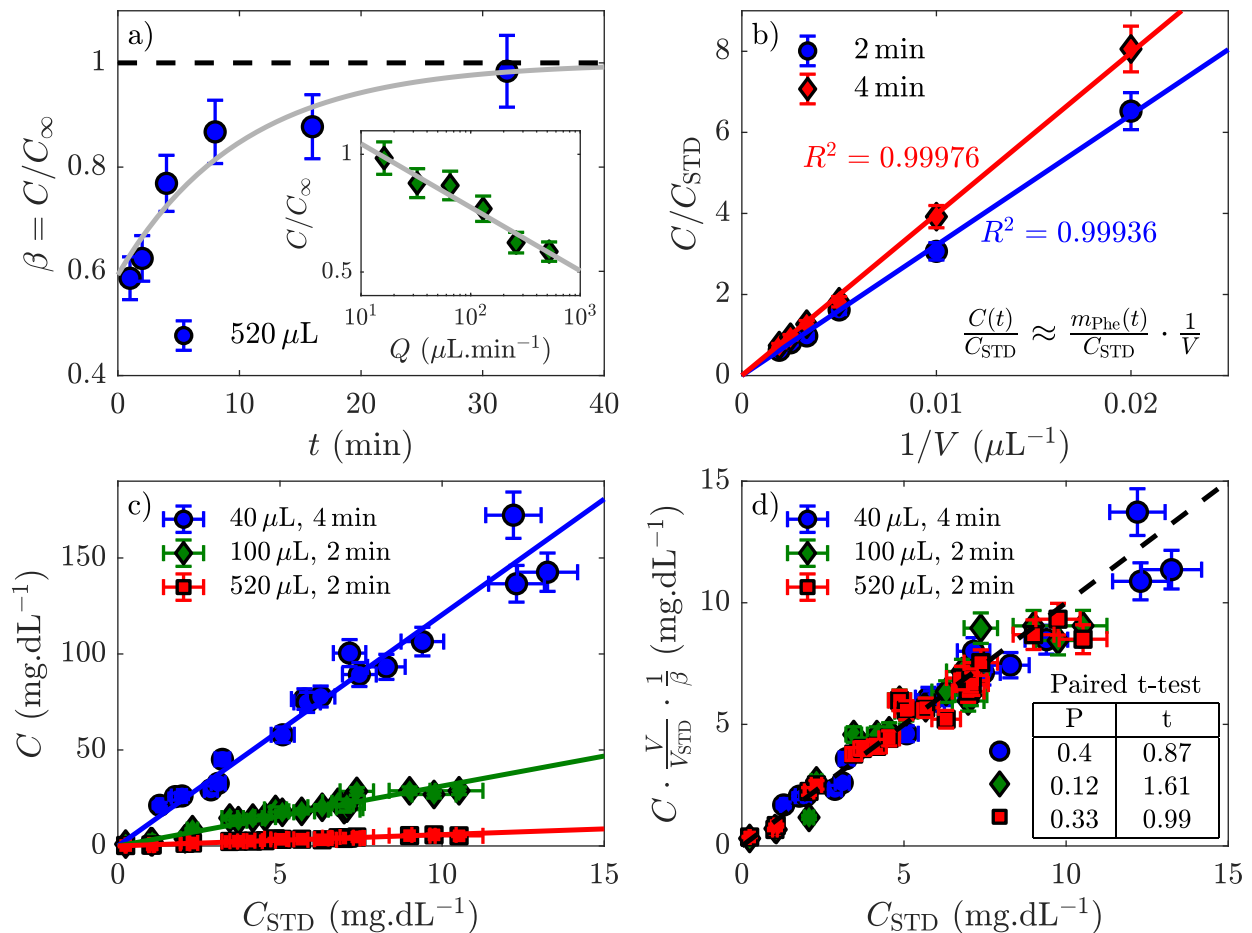 a)
β = C/C∞
1
0.8
0.6
0.4
0
10
20
30
40
t (min)
520 μL
C/C∞
1
0.5
10¹
10²
10³
Q (μL.min⁻¹)
b)
2 min
4 min
R² = 0.99976
R² = 0.99936
C(t)/C_STD ≈ m_Phe(t)/C_STD · 1/V
C/C_STD
8
6
4
2
0
0
0.01
0.02
1/V (μL⁻¹)
c)
40 μL, 4 min
100 μL, 2 min
520 μL, 2 min
C (mg.dL⁻¹)
150
100
50
0
0
5
10
15
C_STD (mg.dL⁻¹)
d)
40 μL, 4 min
100 μL, 2 min
520 μL, 2 min
C · V/V_STD · 1/β (mg.dL⁻¹)
15
10
5
0
0
5
10
15
C_STD (mg.dL⁻¹)
Paired t-test
P t
0.4 0.87
0.12 1.61
0.33 0.99